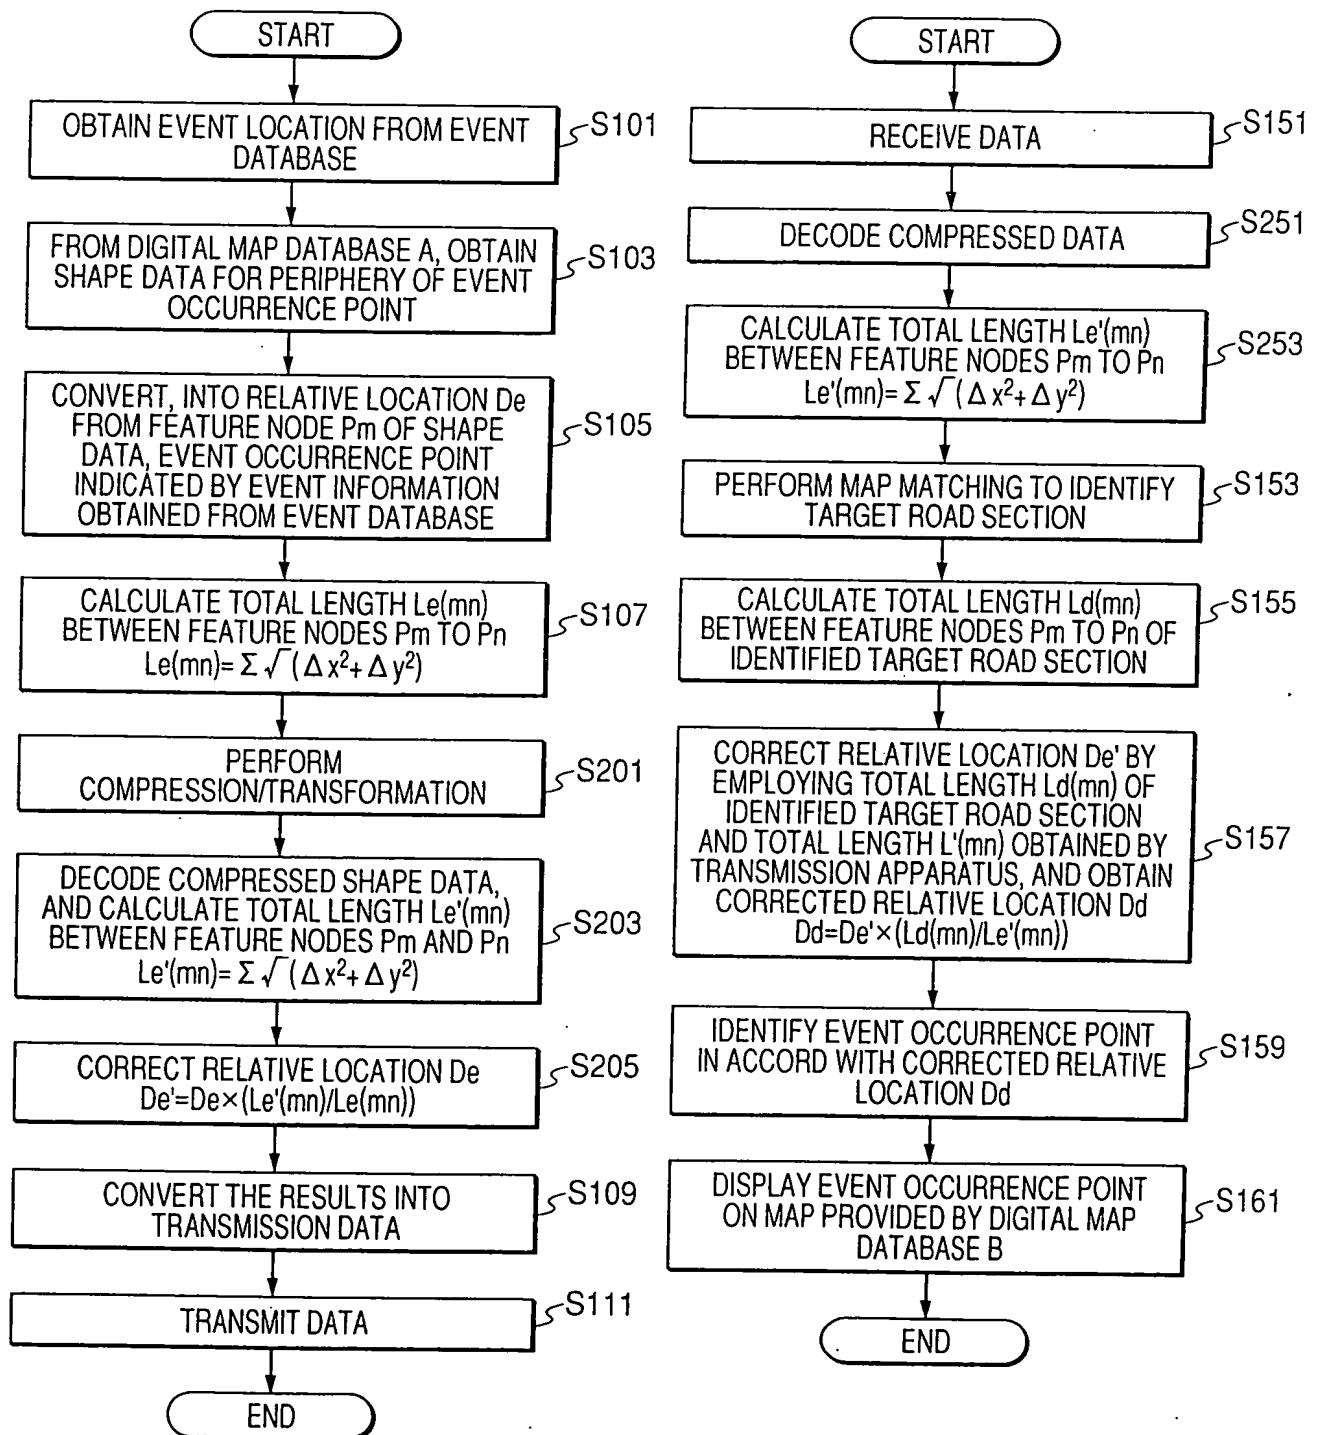 START
OBTAIN EVENT LOCATION FROM EVENT
DATABASE
S101
FROM DIGITAL MAP DATABASE A, OBTAIN
SHAPE DATA FOR PERIPHERY OF EVENT
OCCURRENCE POINT
S103
CONVERT, INTO RELATIVE LOCATION De
FROM FEATURE NODE Pm OF SHAPE
DATA, EVENT OCCURRENCE POINT
INDICATED BY EVENT INFORMATION
OBTAINED FROM EVENT DATABASE
S105
CALCULATE TOTAL LENGTH Le(mn)
BETWEEN FEATURE NODES Pm TO Pn
Le(mn)=Σ√(Δx²+Δy²)
S107
PERFORM
COMPRESSION/TRANSFORMATION
S201
DECODE COMPRESSED SHAPE DATA,
AND CALCULATE TOTAL LENGTH Le'(mn)
BETWEEN FEATURE NODES Pm AND Pn
Le'(mn)=Σ√(Δx²+Δy²)
S203
CORRECT RELATIVE LOCATION De
De'=De×(Le'(mn)/Le(mn))
S205
CONVERT THE RESULTS INTO
TRANSMISSION DATA
S109
TRANSMIT DATA
S111
END
START
RECEIVE DATA
S151
DECODE COMPRESSED DATA
S251
CALCULATE TOTAL LENGTH Le'(mn)
BETWEEN FEATURE NODES Pm TO Pn
Le'(mn)=Σ√(Δx²+Δy²)
S253
PERFORM MAP MATCHING TO IDENTIFY
TARGET ROAD SECTION
S153
CALCULATE TOTAL LENGTH Ld(mn)
BETWEEN FEATURE NODES Pm TO Pn OF
IDENTIFIED TARGET ROAD SECTION
S155
CORRECT RELATIVE LOCATION De' BY
EMPLOYING TOTAL LENGTH Ld(mn) OF
IDENTIFIED TARGET ROAD SECTION
AND TOTAL LENGTH L'(mn) OBTAINED BY
TRANSMISSION APPARATUS, AND OBTAIN
CORRECTED RELATIVE LOCATION Dd
Dd=De'×(Ld(mn)/Le'(mn))
S157
IDENTIFY EVENT OCCURRENCE POINT
IN ACCORD WITH CORRECTED RELATIVE
LOCATION Dd
S159
DISPLAY EVENT OCCURRENCE POINT
ON MAP PROVIDED BY DIGITAL MAP
DATABASE B
S161
END